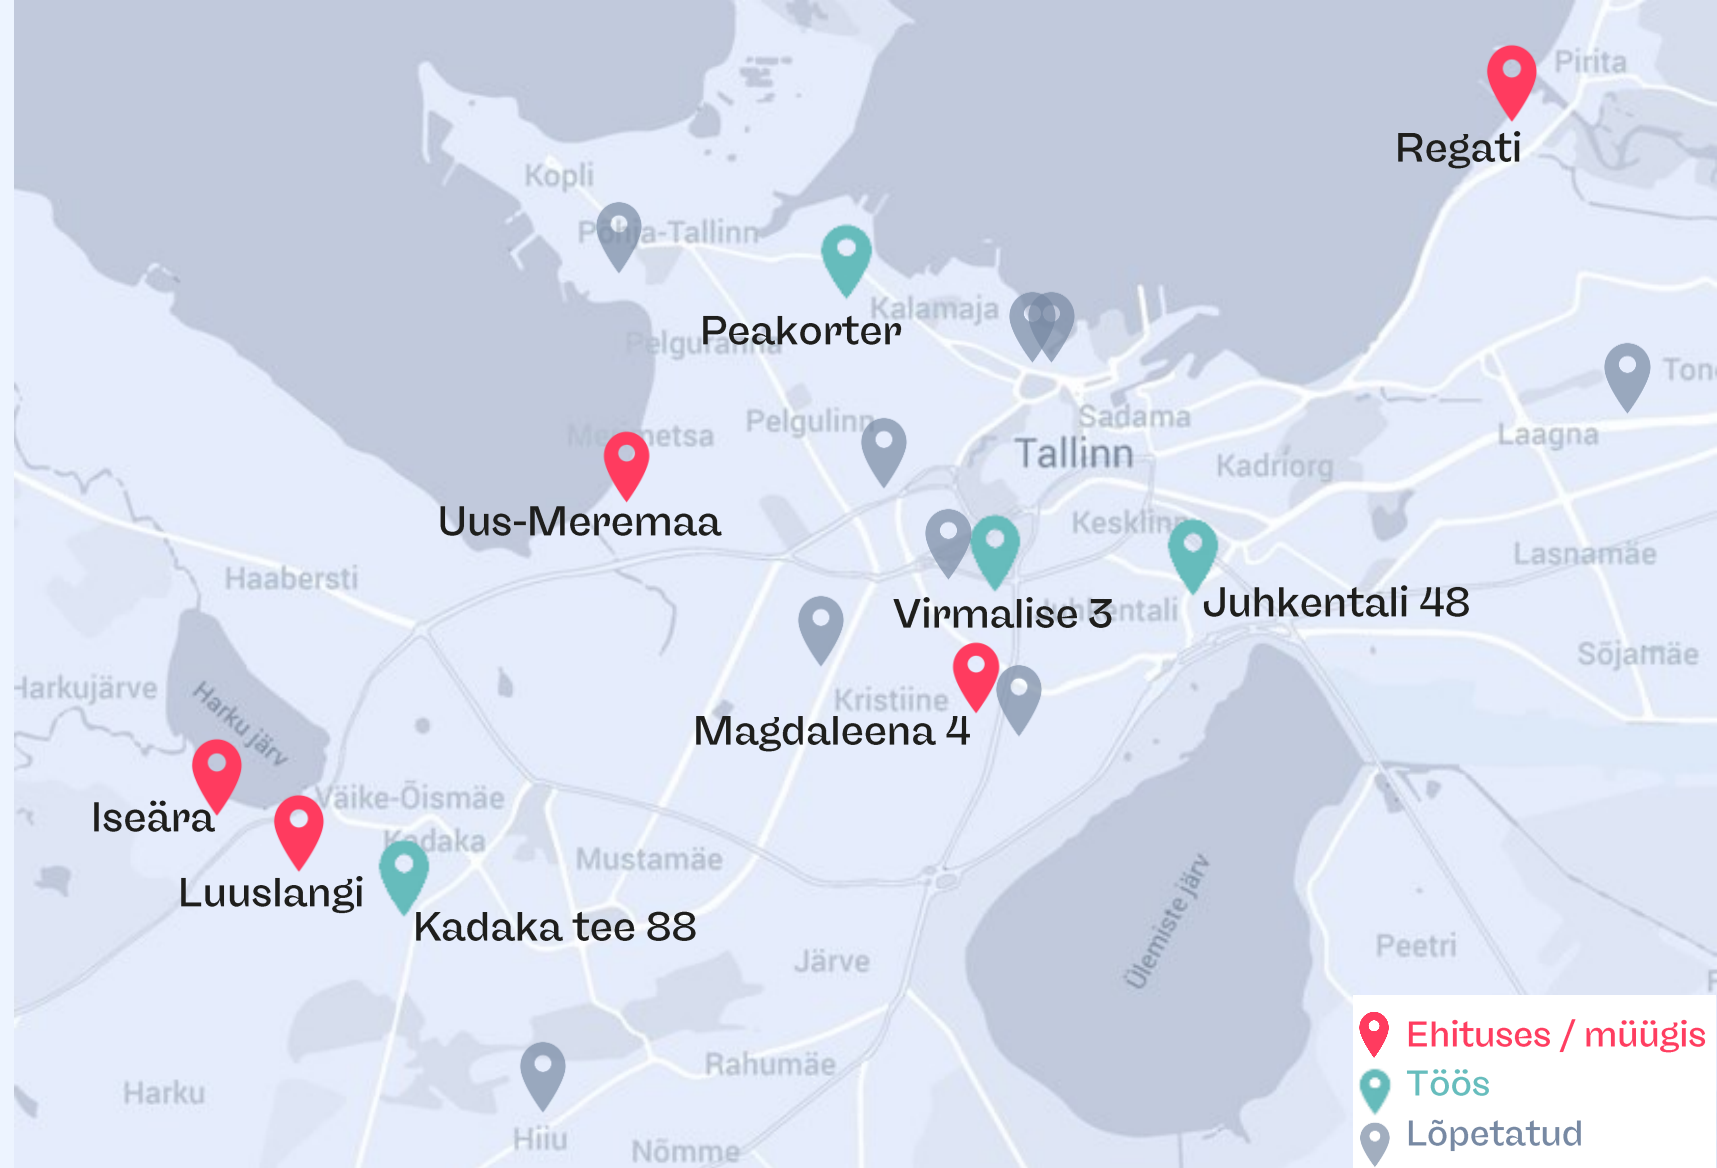 Pirita
Regati
Kopli
Põhja-Tallinn
Kalamaja
Peakorter
Pelguranna
Merimetsa
Pelgulinn
Sadama
Tallinn
Laagna
Kadriorg
Uus-Meremaa
Kesklinn
Lasnamäe
Haabersti
Virmalise 3
Juhkentali
Juhkentali 48
Sõjamäe
Harkujärve
Harku järv
Kristiine
Magdaleena 4
Iseära
Väike-Õismäe
Kadaka
Mustamäe
Luuslangi
Kadaka tee 88
Ülemiste järv
Järve
Peetri
Rahumäe
Harku
Hiiu
Nõmme
Ehituses / müügis
Töös
Lõpetatud